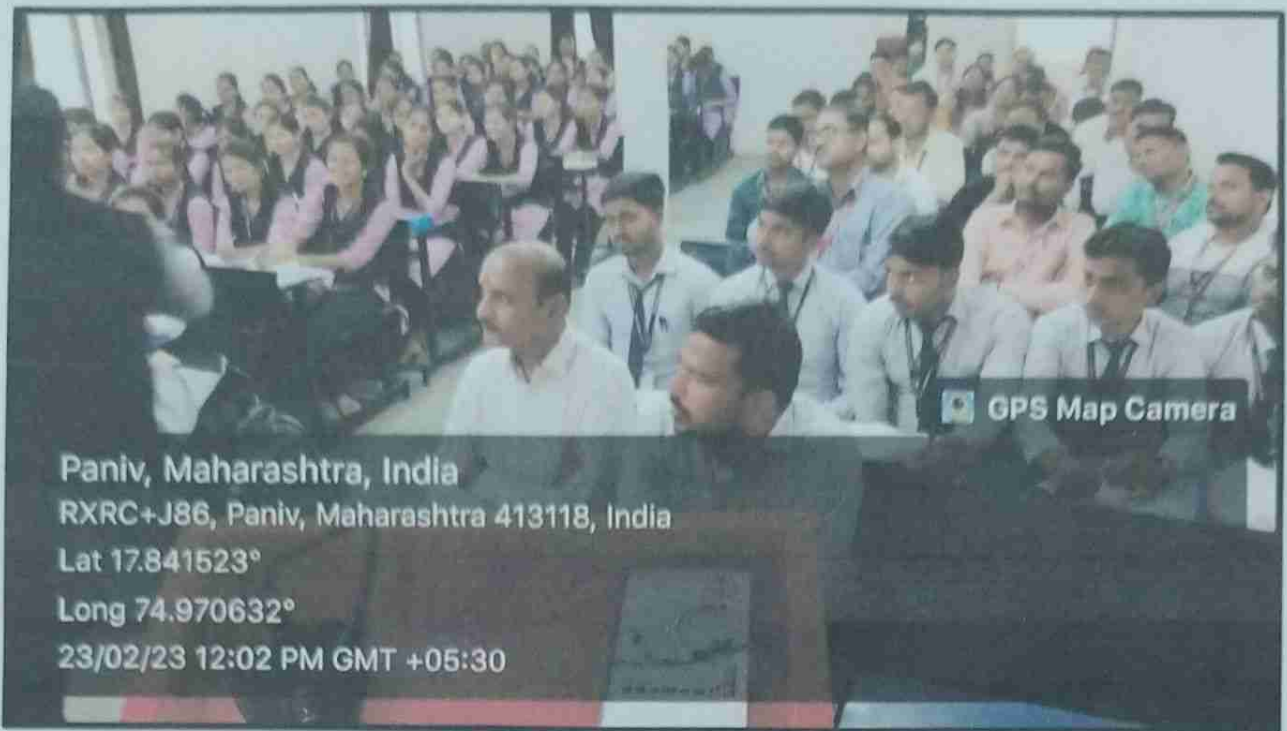 GPS Map Camera
Paniv, Maharashtra, India
RXRC+J86, Paniv, Maharashtra 413118, India
Lat 17.841523°
Long 74.970632°
23/02/23 12:02 PM GMT +05:30